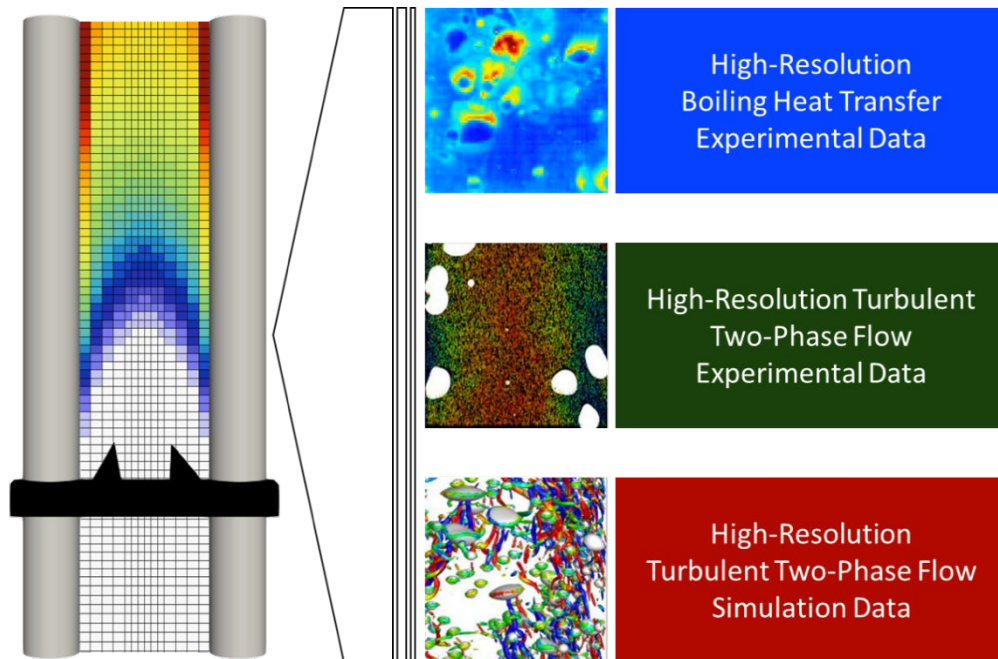 High-Resolution
Boiling Heat Transfer
Experimental Data
High-Resolution Turbulent
Two-Phase Flow
Experimental Data
High-Resolution
Turbulent Two-Phase Flow
Simulation Data